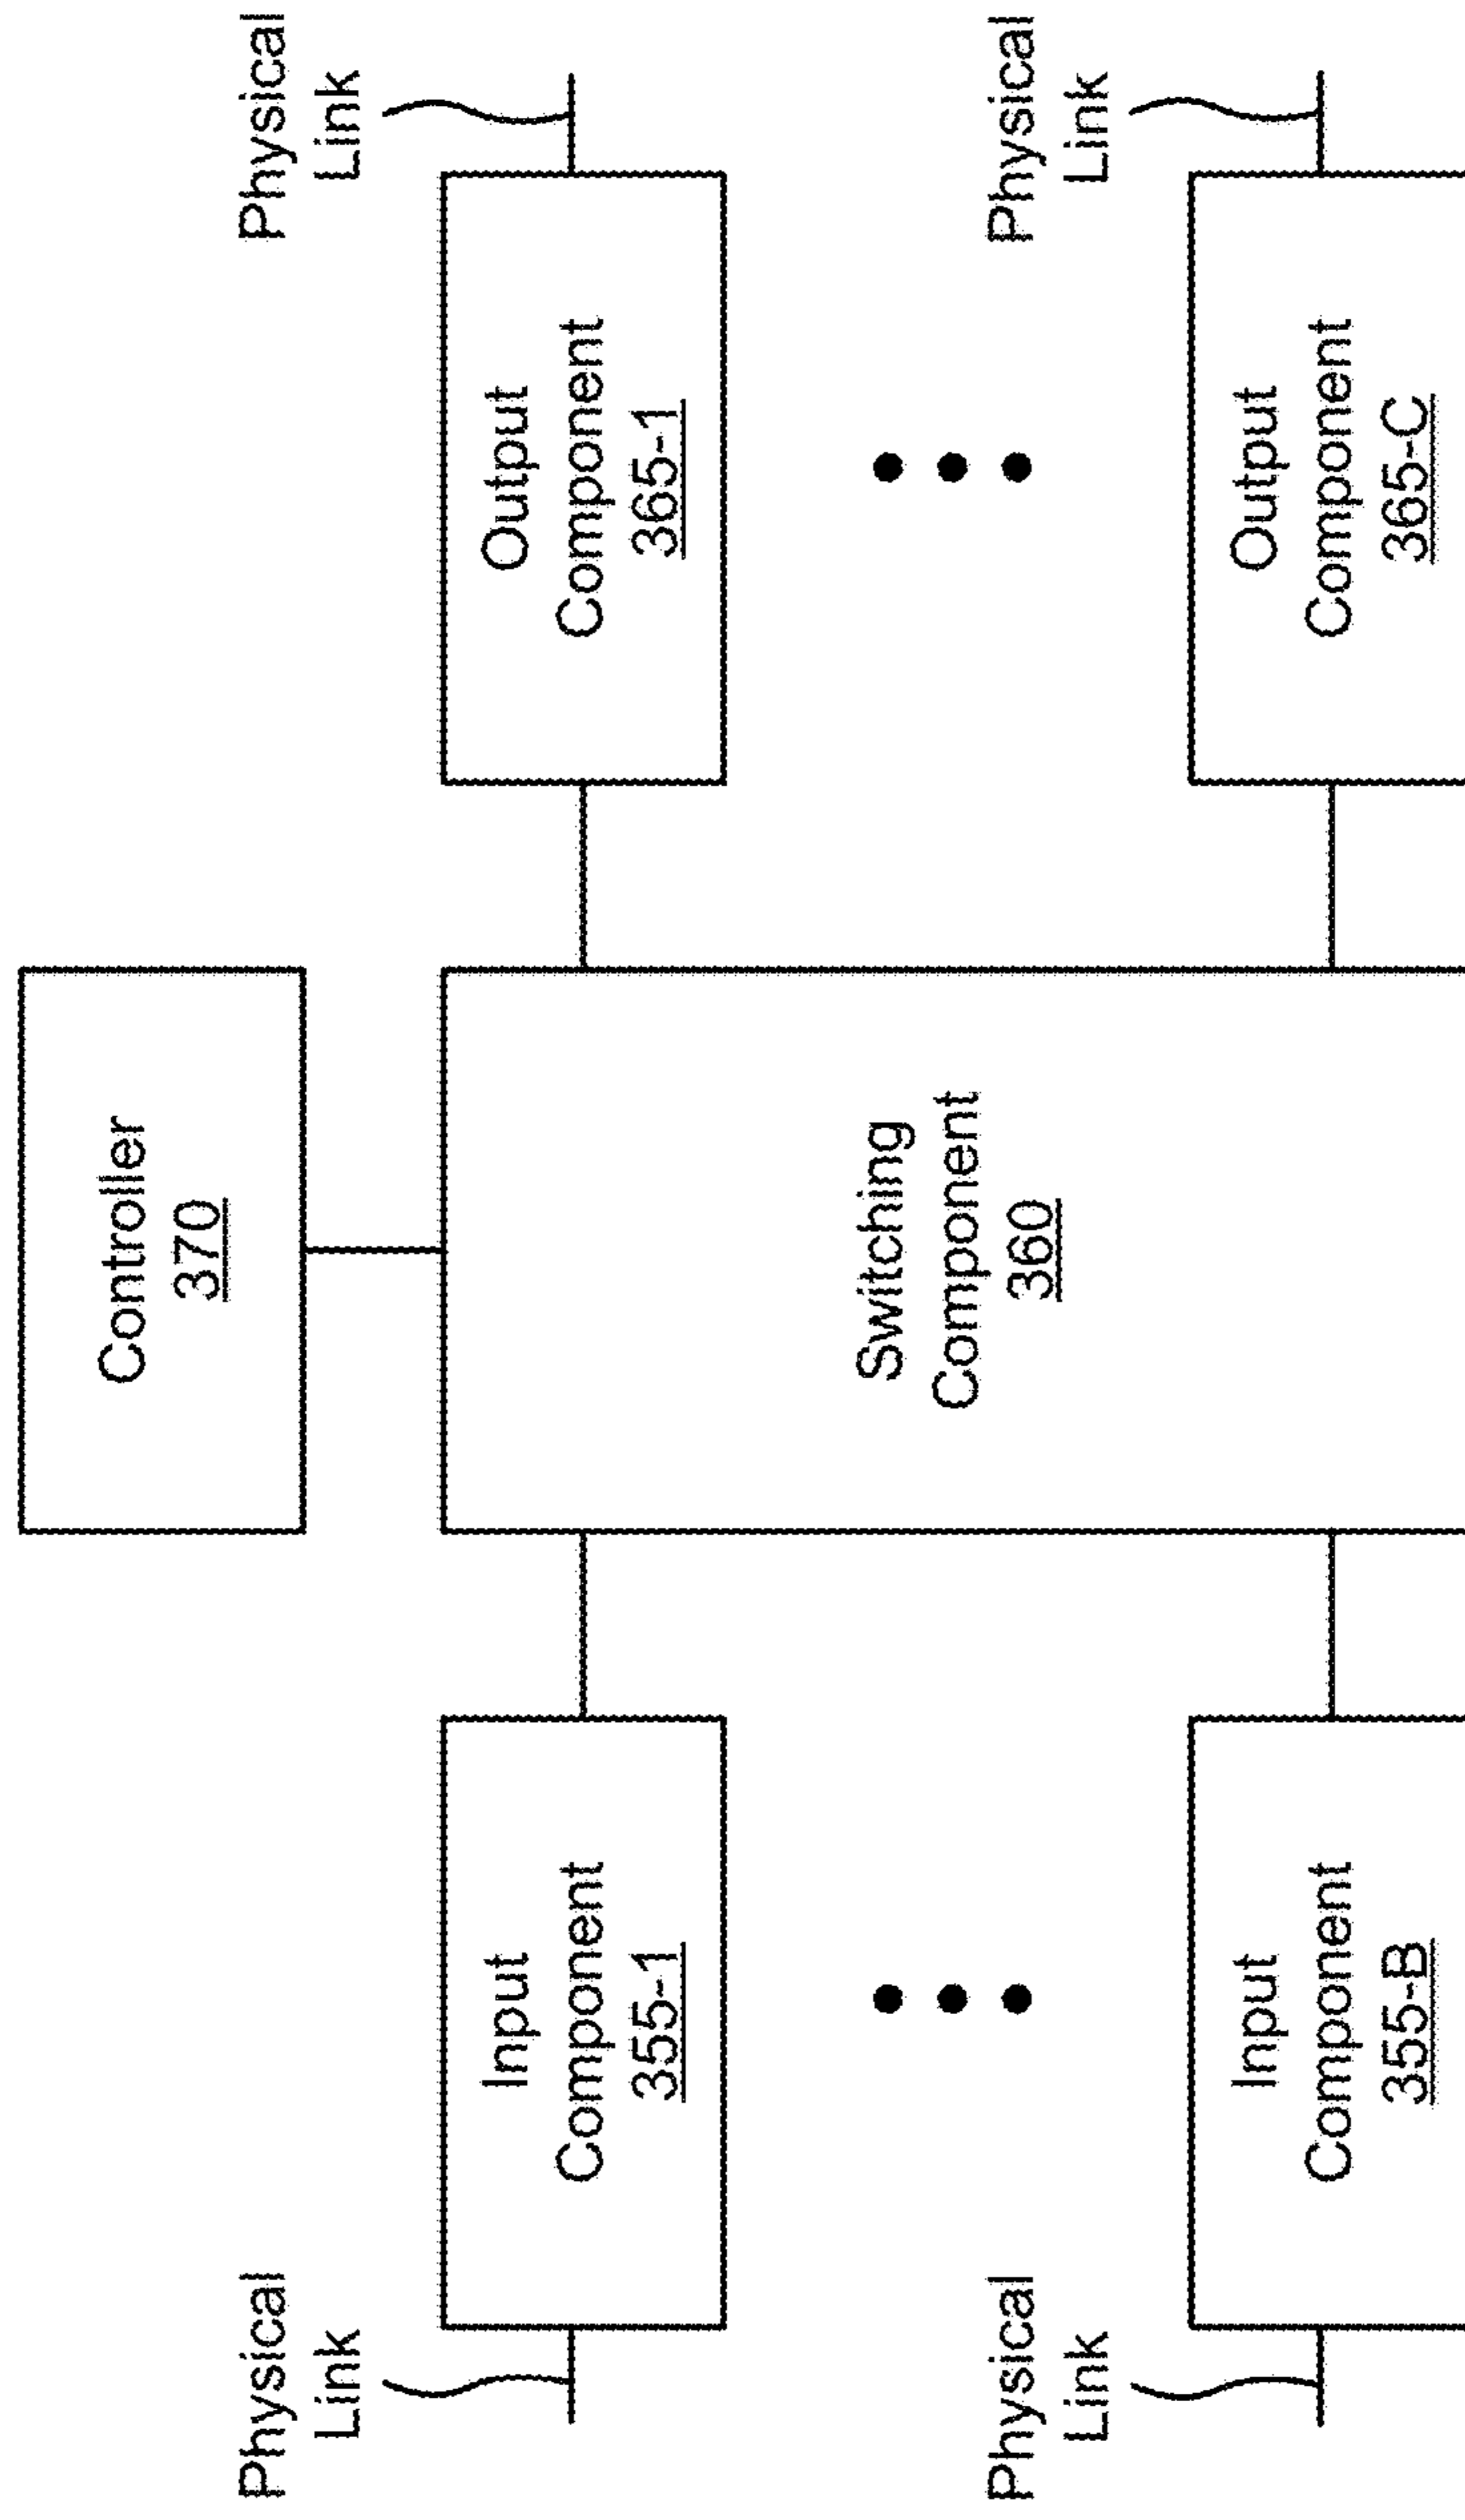 Controller
370
Physical
Link
Physical
Link
Input
Component
355-1
Output
Component
365-1
Switching
Component
360
Physical
Link
Physical
Link
Input
Component
355-B
Output
Component
365-C